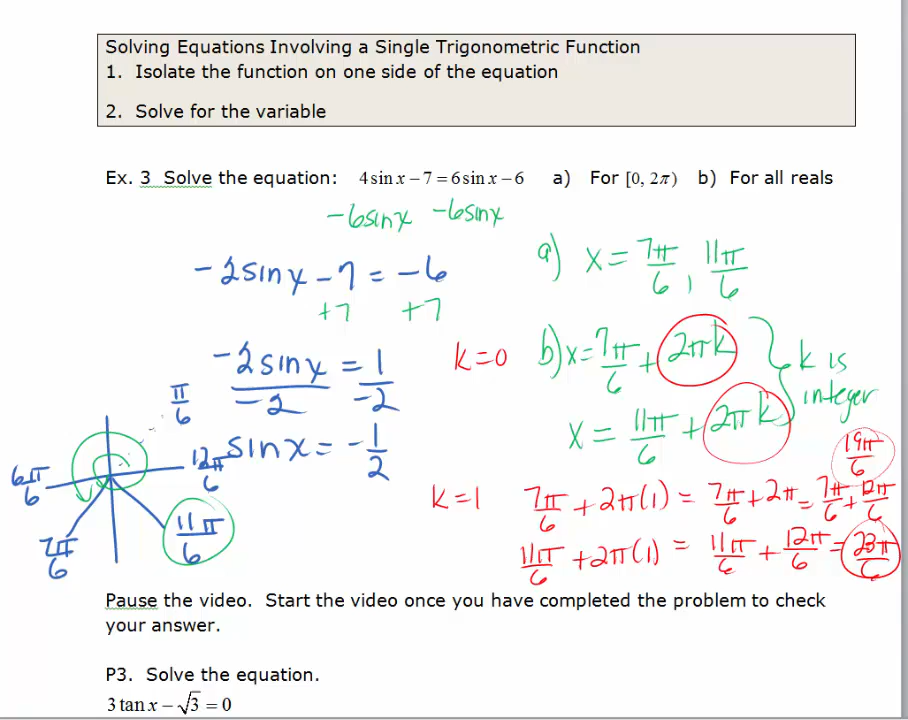 Solving Equations Involving a Single Trigonometric Function
1. Isolate the function on one side of the equation
2. Solve for the variable
Ex. 3 Solve the equation: 4 sin x − 7 = 6 sin x − 6 a) For [0, 2π) b) For all reals
−6sinx −6sinx
−2sinx − 7 = −6
+7 +7
−2sinx = 1
−2 −2
sinx = −1/2
π/6
6π/6
12π/6
7π/6
11π/6
a) x = 7π/6, 11π/6
k=0
b) x = 7π/6 + 2πk
x = 11π/6 + 2πk
k is
integer
19π/6
k=1 7π/6 + 2π(1) = 7π/6 + 2π = 7π/6 + 12π/6
11π/6 + 2π(1) = 11π/6 + 12π/6 = 23π/6
Pause the video. Start the video once you have completed the problem to check
your answer.
P3. Solve the equation.
3 tan x − √3 = 0